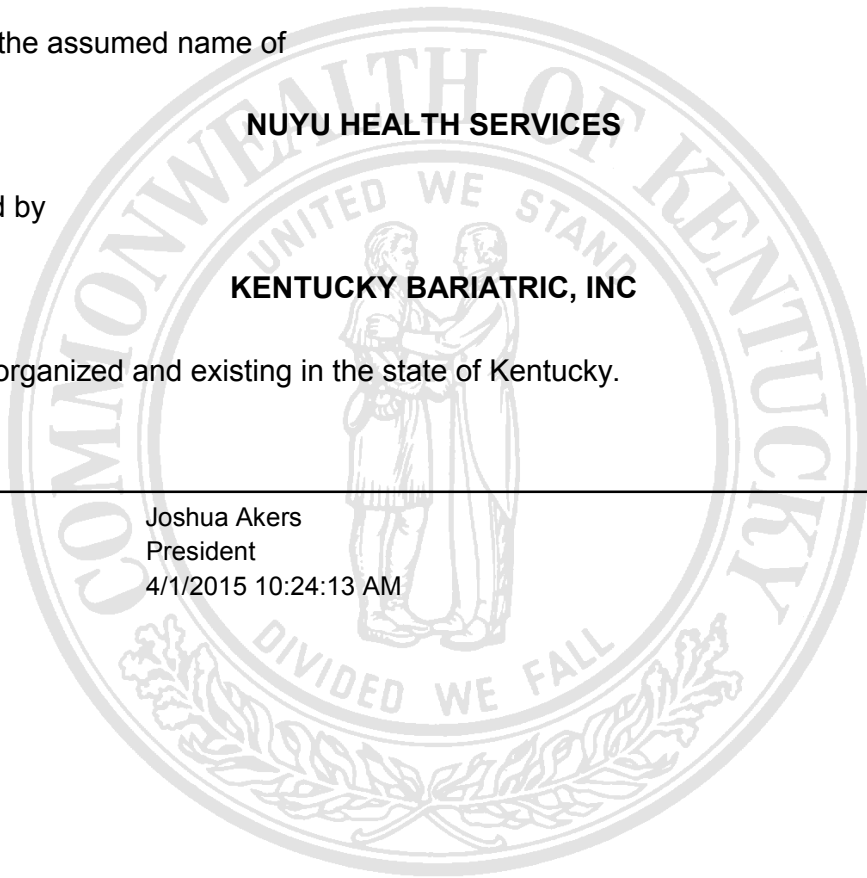 the assumed name of
NUYU HEALTH SERVICES
d by
KENTUCKY BARIATRIC, INC
organized and existing in the state of Kentucky.
Joshua Akers
President
4/1/2015 10:24:13 AM
COMMONWEALTH OF KENTUCKY
UNITED WE STAND
DIVIDED WE FALL